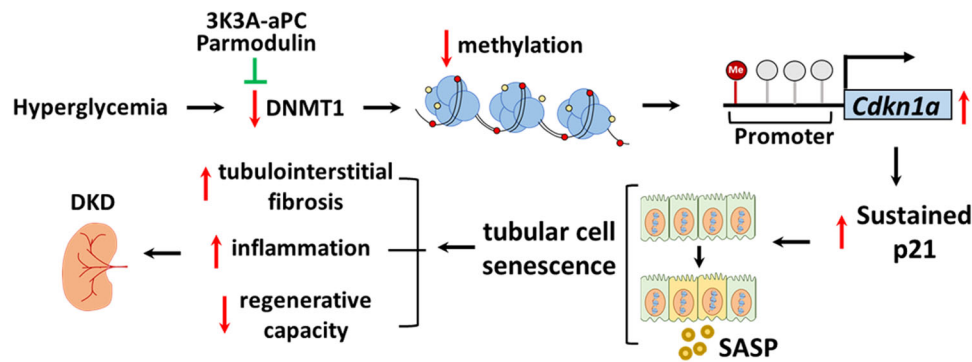 3K3A-aPC
Parmodulin
Hyperglycemia
DNMT1
methylation
Me
Promoter
Cdkn1a
Sustained
p21
SASP
tubular cell
senescence
tubulointerstitial
fibrosis
inflammation
regenerative
capacity
DKD